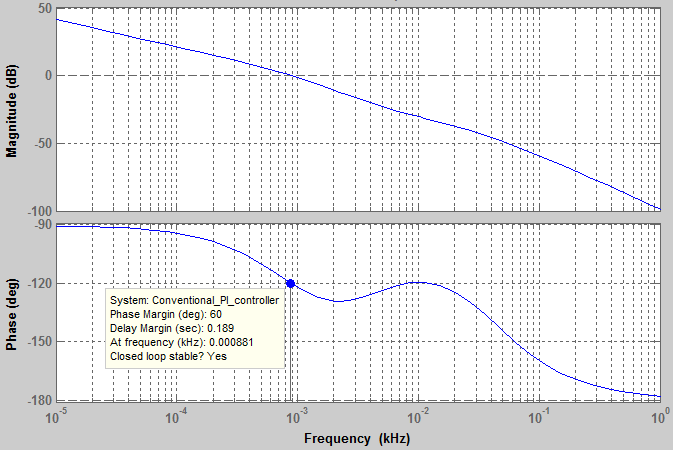 50
0
-50
-100
Magnitude (dB)
-90
-120
-150
-180
Phase (deg)
System: Conventional_PI_controller
Phase Margin (deg): 60
Delay Margin (sec): 0.189
At frequency (kHz): 0.000881
Closed loop stable? Yes
10^-5 10^-4 10^-3 10^-2 10^-1 10^0
Frequency (kHz)